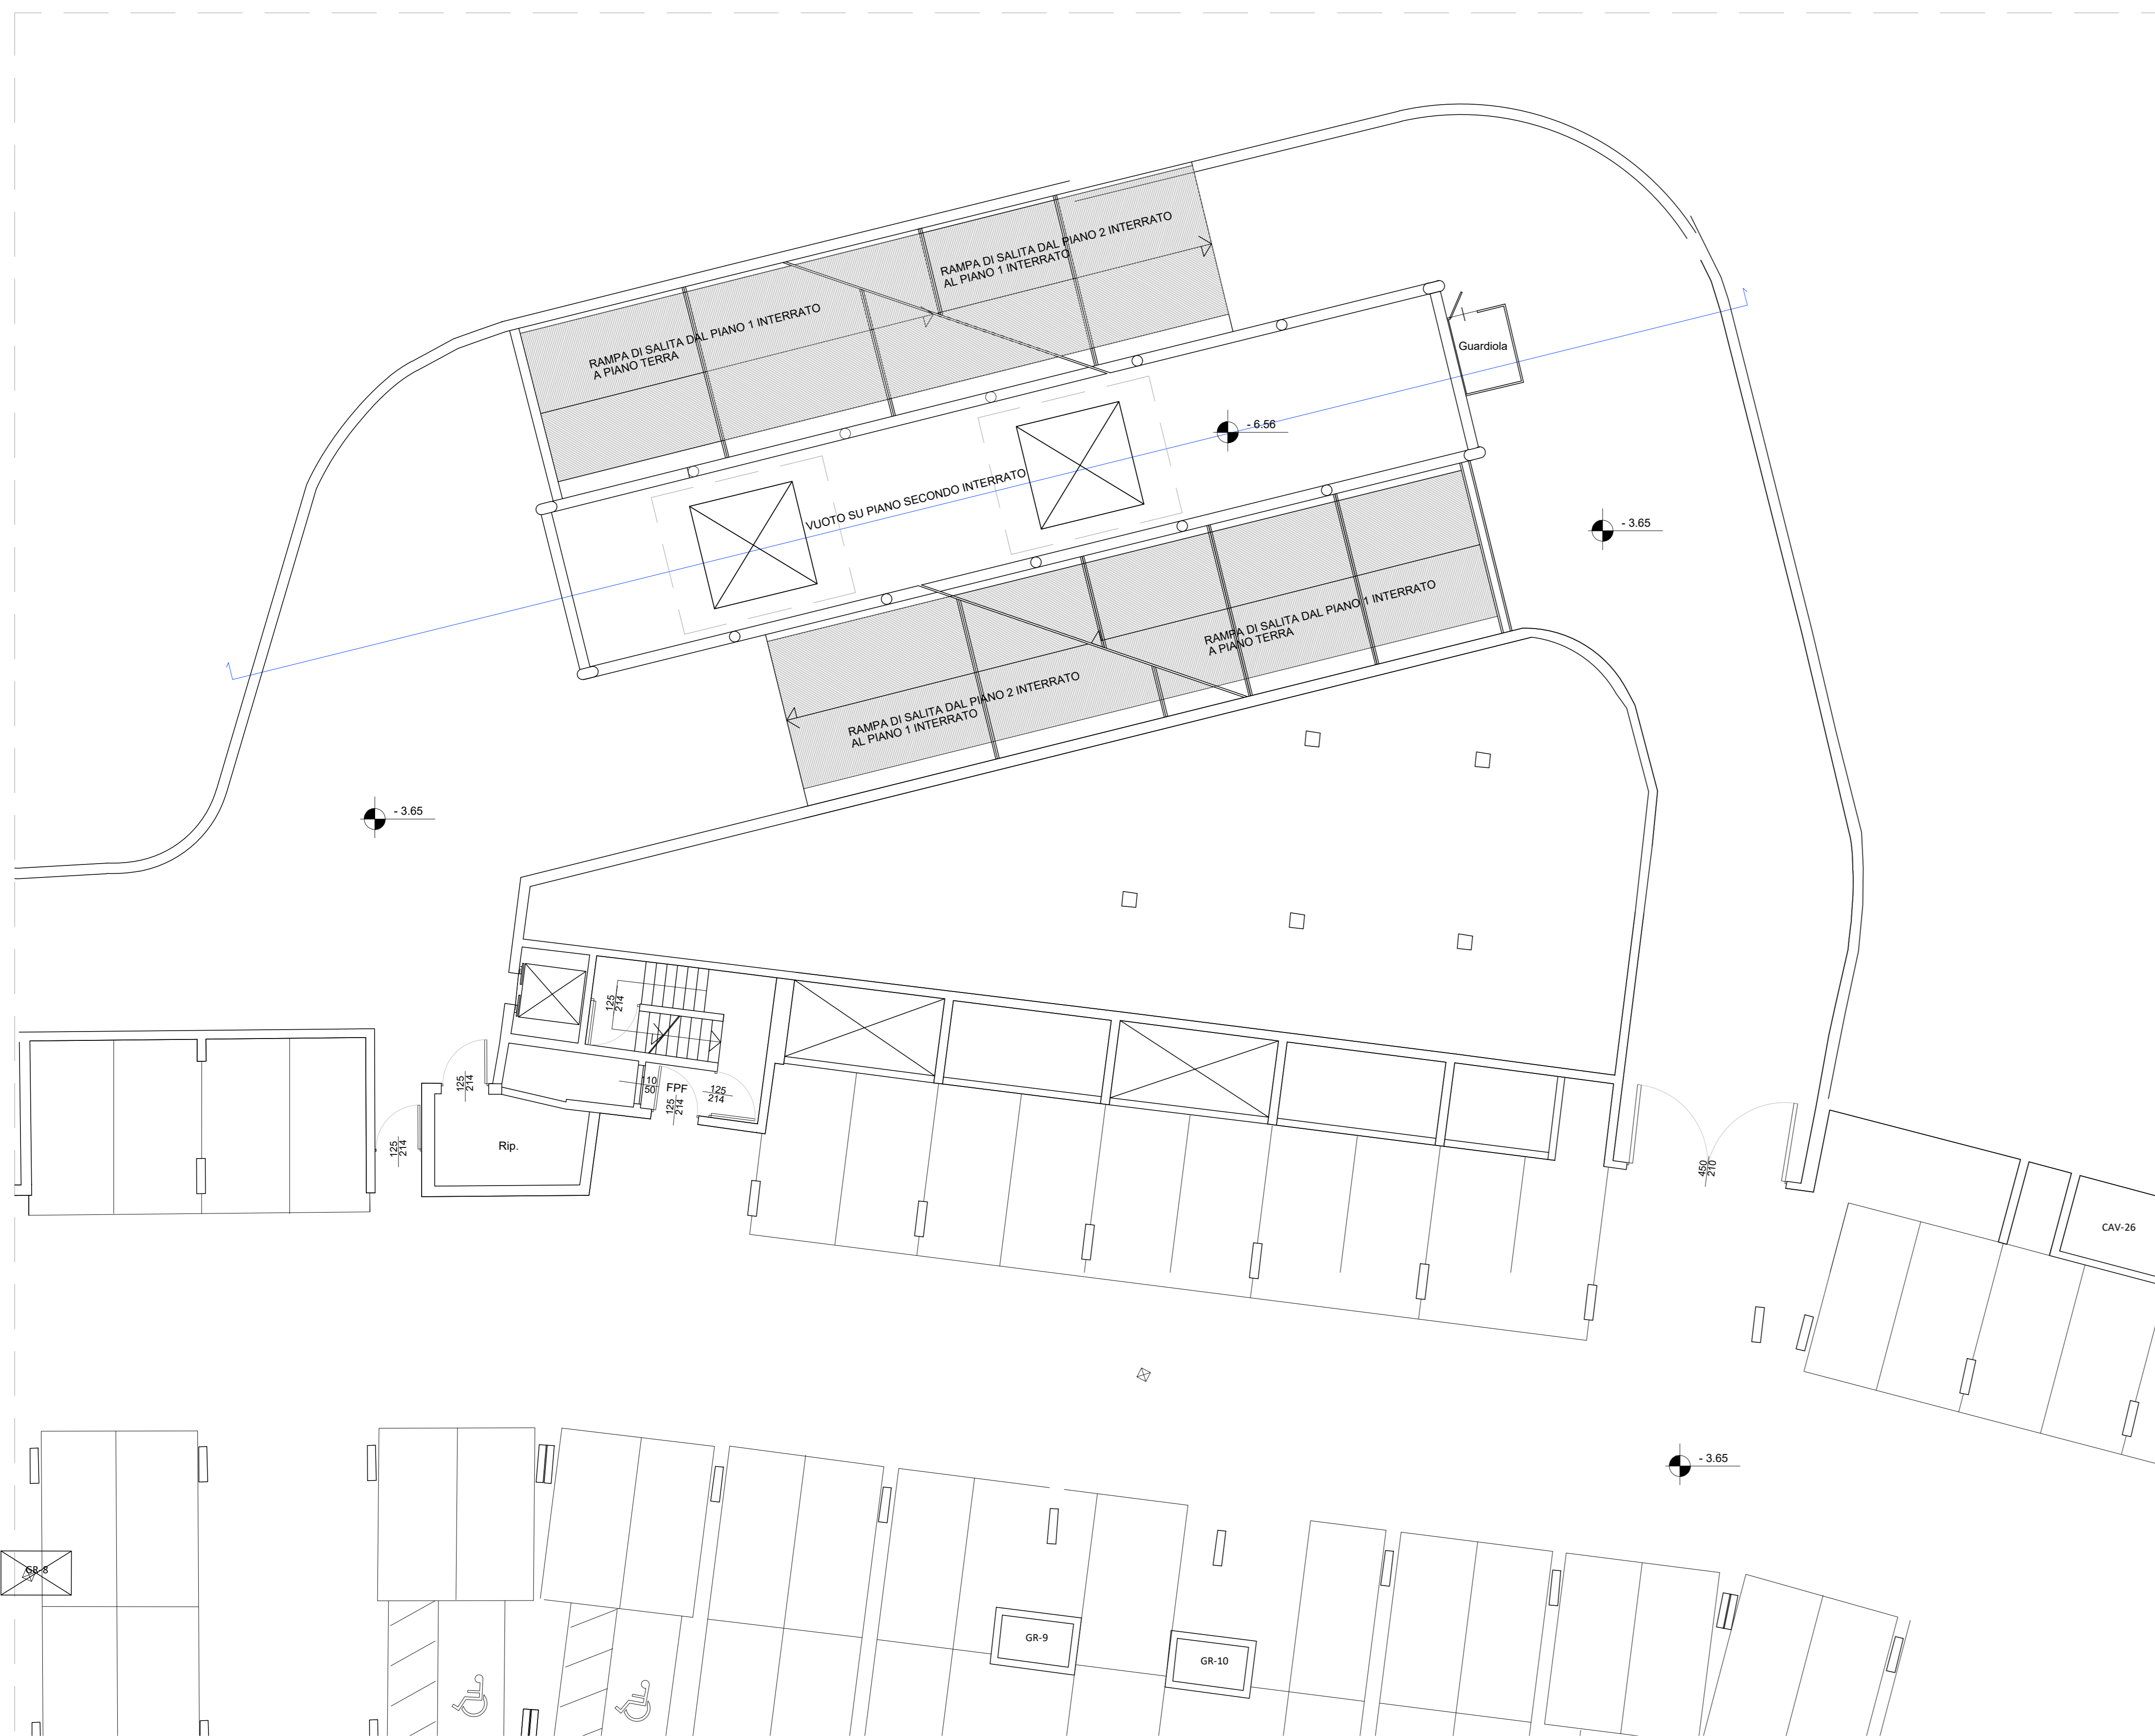 RAMPA DI SALITA DAL PIANO 2 INTERRATO
AL PIANO 1 INTERRATO
RAMPA DI SALITA DAL PIANO 1 INTERRATO
A PIANO TERRA
Guardiola
- 6.56
VUOTO SU PIANO SECONDO INTERRATO
- 3.65
RAMPA DI SALITA DAL PIANO 1 INTERRATO
A PIANO TERRA
RAMPA DI SALITA DAL PIANO 2 INTERRATO
AL PIANO 1 INTERRATO
- 3.65
125
214
125
214
110
50
FPF
125
214
125
214
125
214
Rip.
450
210
CAV-26
- 3.65
GR-8
GR-9
GR-10